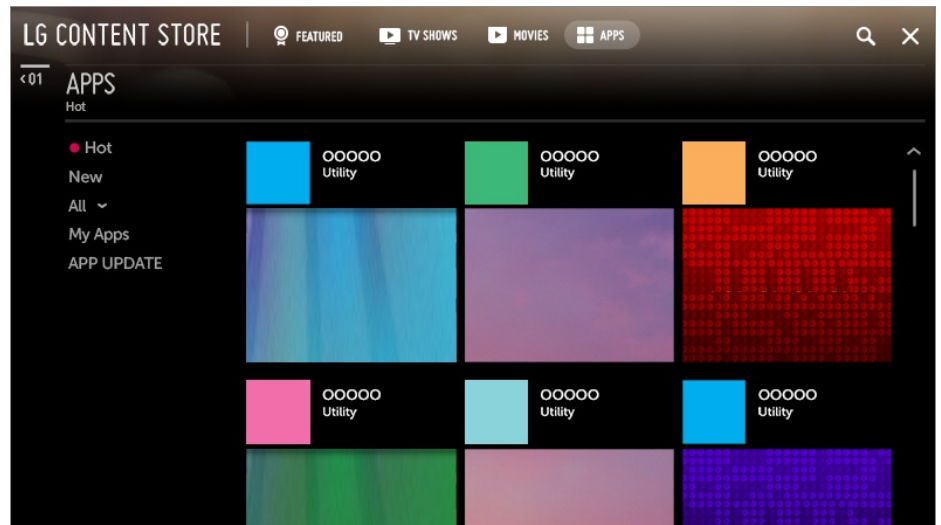 LG CONTENT STORE
FEATURED
TV SHOWS
MOVIES
APPS
<01
APPS
Hot
Hot
New
All
My Apps
APP UPDATE
OOOOO
Utility
OOOOO
Utility
OOOOO
Utility
OOOOO
Utility
OOOOO
Utility
OOOOO
Utility